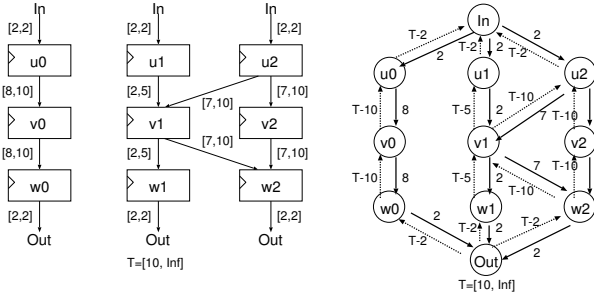 In In In In
[2,2] [2,2] [2,2] T-2 2 T-2 2 T-2 2
u0 u1 u2 u0 u1 u2
[8,10] [2,5] [7,10] [7,10] T-10 8 T-5 2 T-10 7 T-10 2
v0 v1 v2 v0 v1 v2
[8,10] [2,5] [7,10] [7,10] T-10 8 T-5 2 7 T-10 T-10 2
w0 w1 w2 w0 w1 w2
[2,2] [2,2] [2,2] 2 T-2 T-2 2 T-2 2
Out Out Out Out
T=[10, Inf] T=[10, Inf]